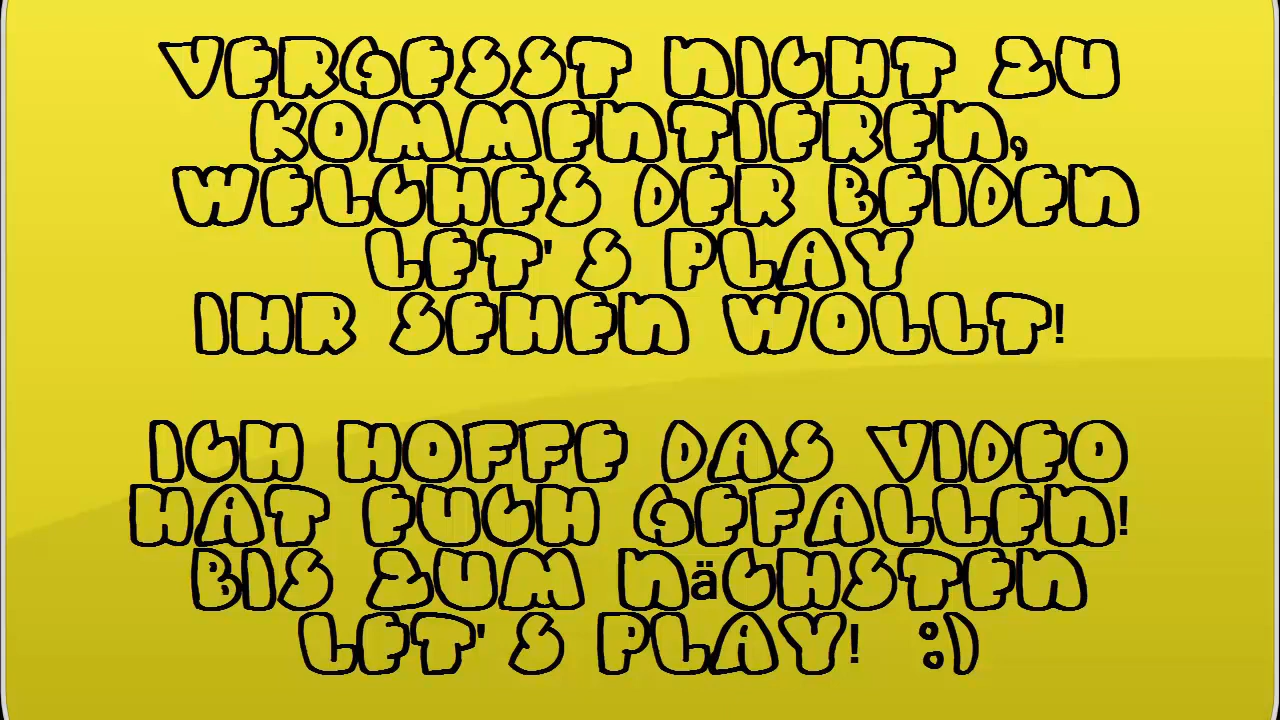 VERGESST NICHT ZU
KOMMENTIEREN,
WELCHES DER BEIDEN
LET'S PLAY
IHR SEHEN WOLLT!
ICH HOFFE DAS VIDEO
HAT EUCH GEFALLEN!
BIS ZUM NäCHSTEN
LET'S PLAY! :)